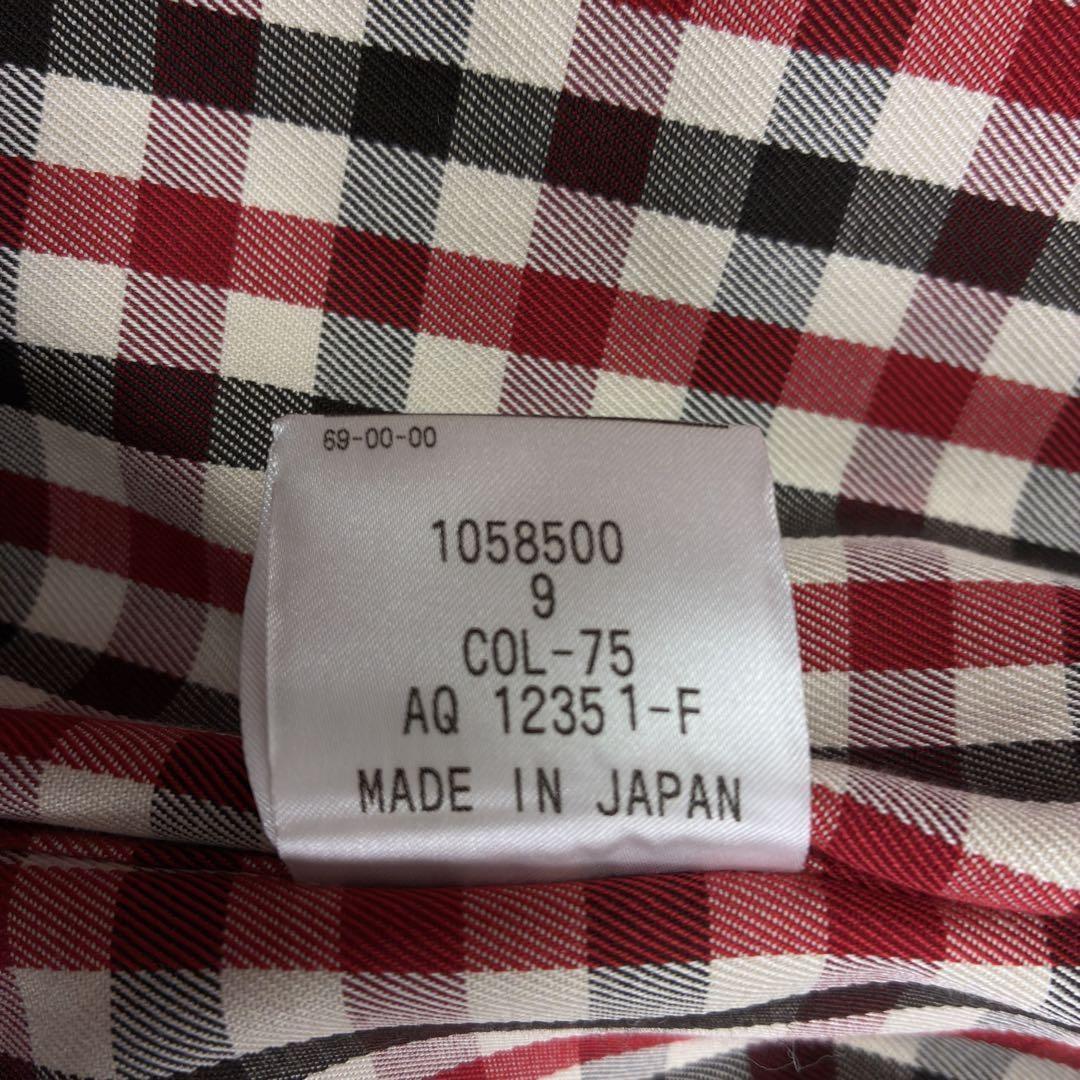 69-00-00
1058500
9
COL-75
AQ 12351-F
MADE IN JAPAN